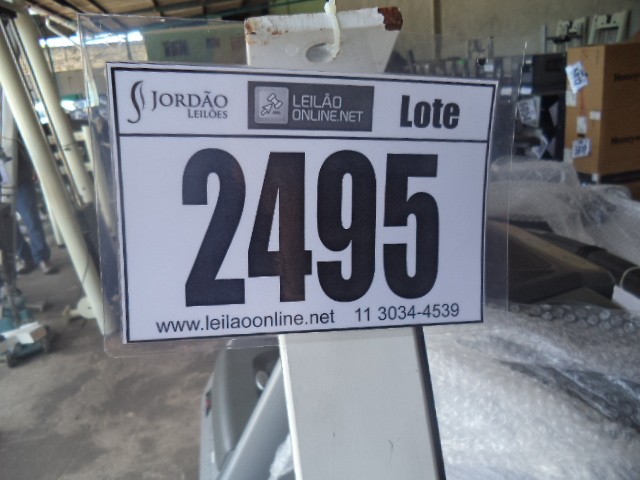 JORDÃO
LEILÕES
LEILÃO
ONLINE.NET
Lote
2495
www.leilaoonline.net 11 3034-4539